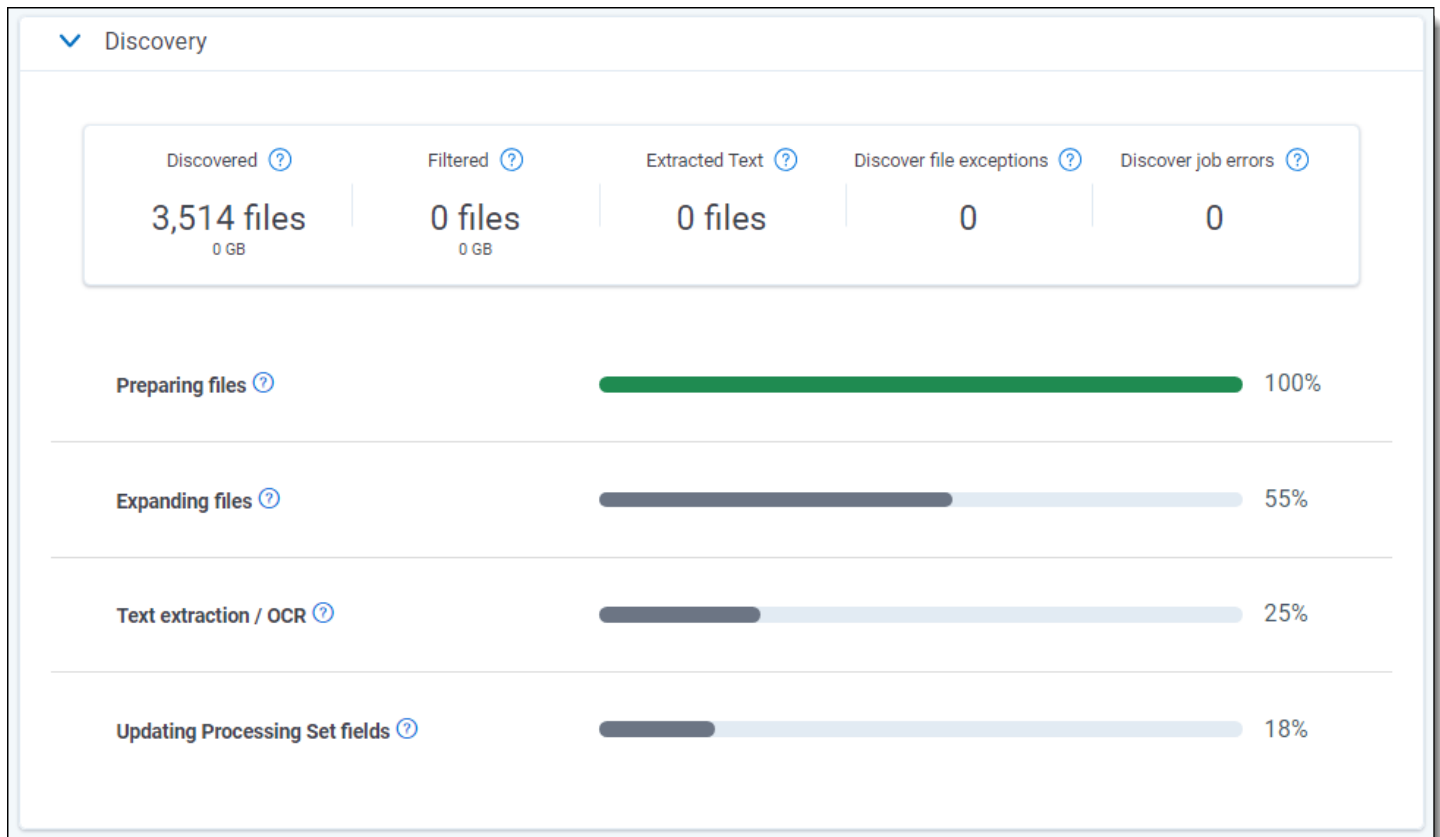 Discovery
Discovered Filtered Extracted Text Discover file exceptions Discover job errors
3,514 files 0 files 0 files 0 0
0 GB 0 GB
Preparing files 100%
Expanding files 55%
Text extraction / OCR 25%
Updating Processing Set fields 18%